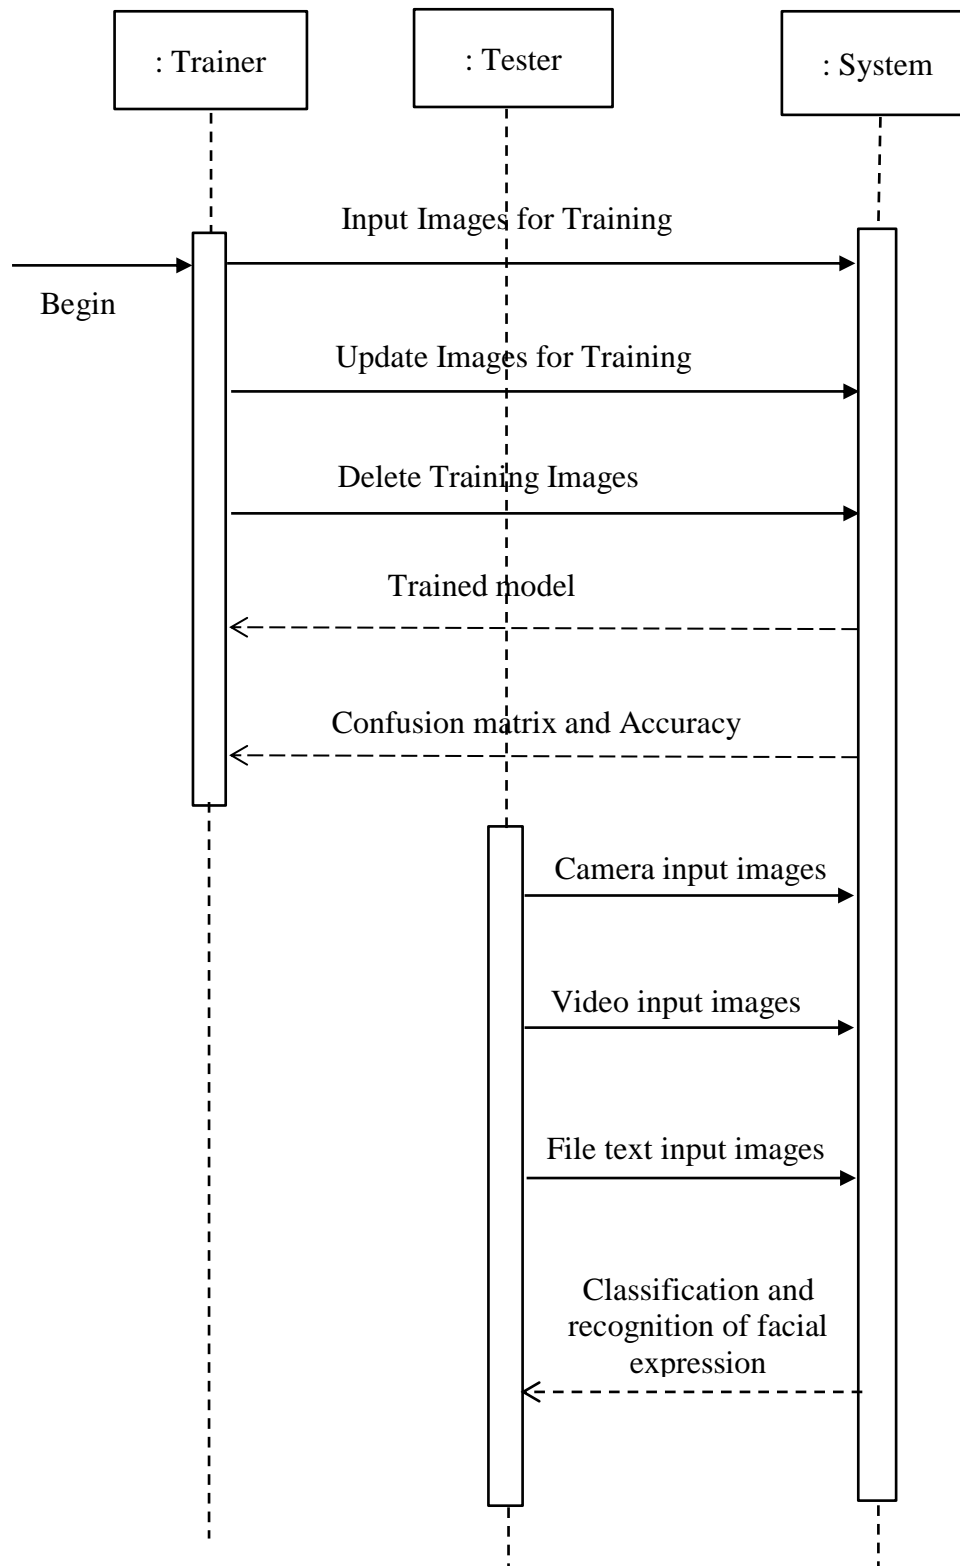 : Trainer
: Tester
: System
Input Images for Training
Begin
Update Images for Training
Delete Training Images
Trained model
Confusion matrix and Accuracy
Camera input images
Video input images
File text input images
Classification and
recognition of facial
expression